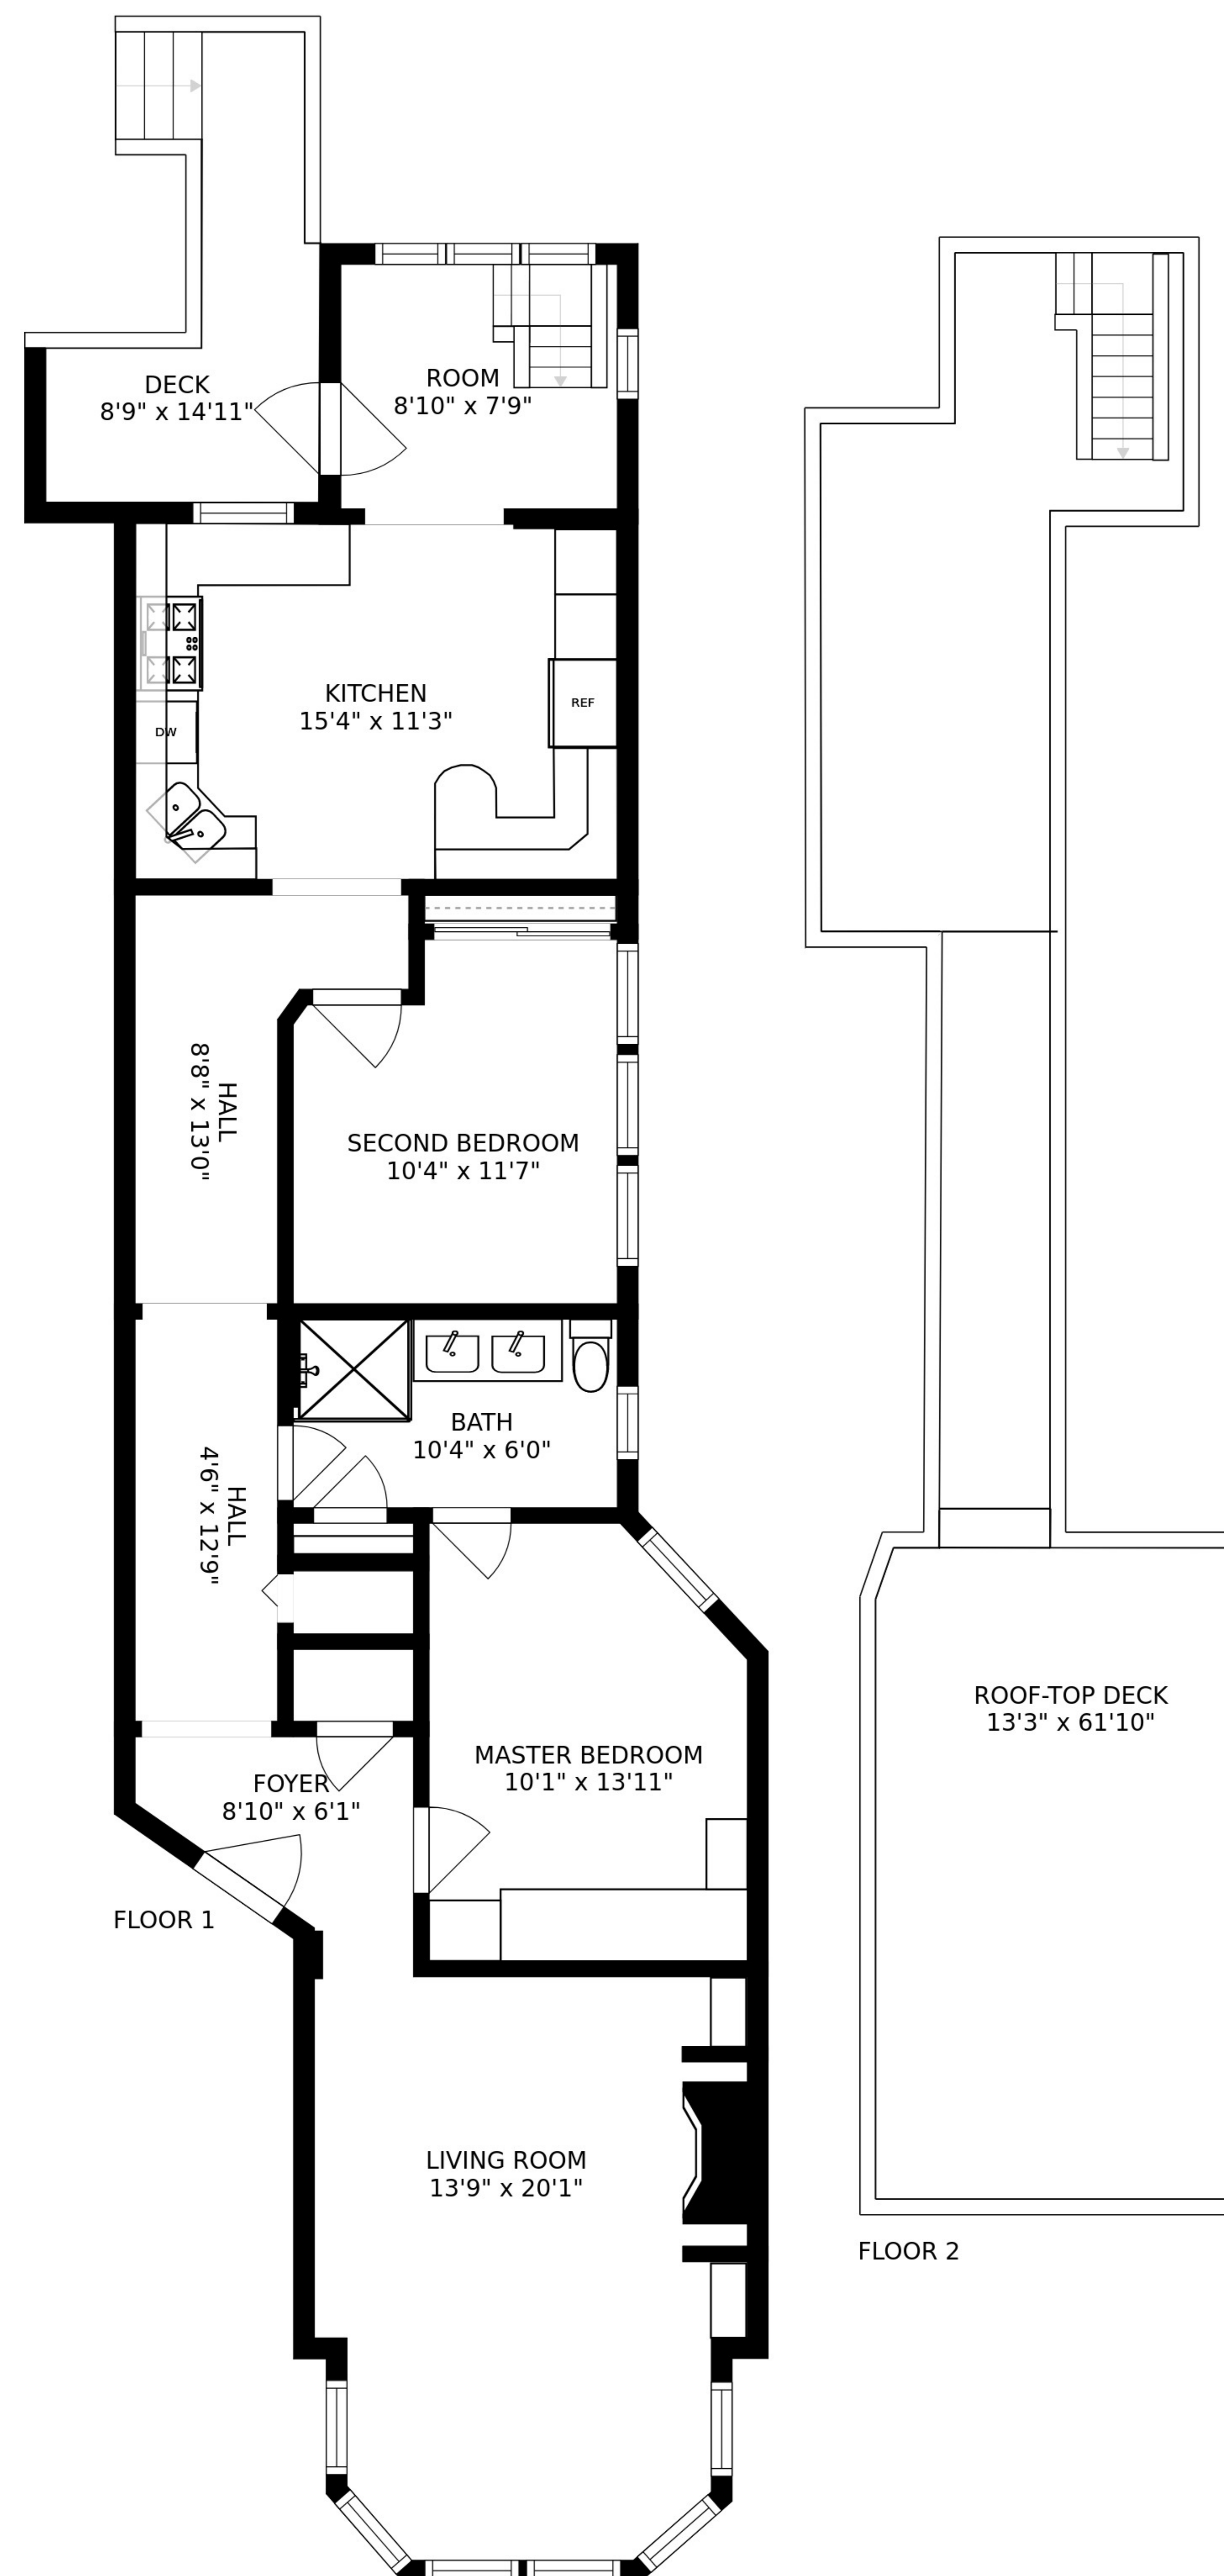 DECK
8'9" x 14'11"
ROOM
8'10" x 7'9"
KITCHEN
15'4" x 11'3"
REF
DW
HALL
8'8" x 13'0"
SECOND BEDROOM
10'4" x 11'7"
BATH
10'4" x 6'0"
HALL
4'6" x 12'9"
ROOF-TOP DECK
13'3" x 61'10"
MASTER BEDROOM
10'1" x 13'11"
FOYER
8'10" x 6'1"
FLOOR 1
LIVING ROOM
13'9" x 20'1"
FLOOR 2